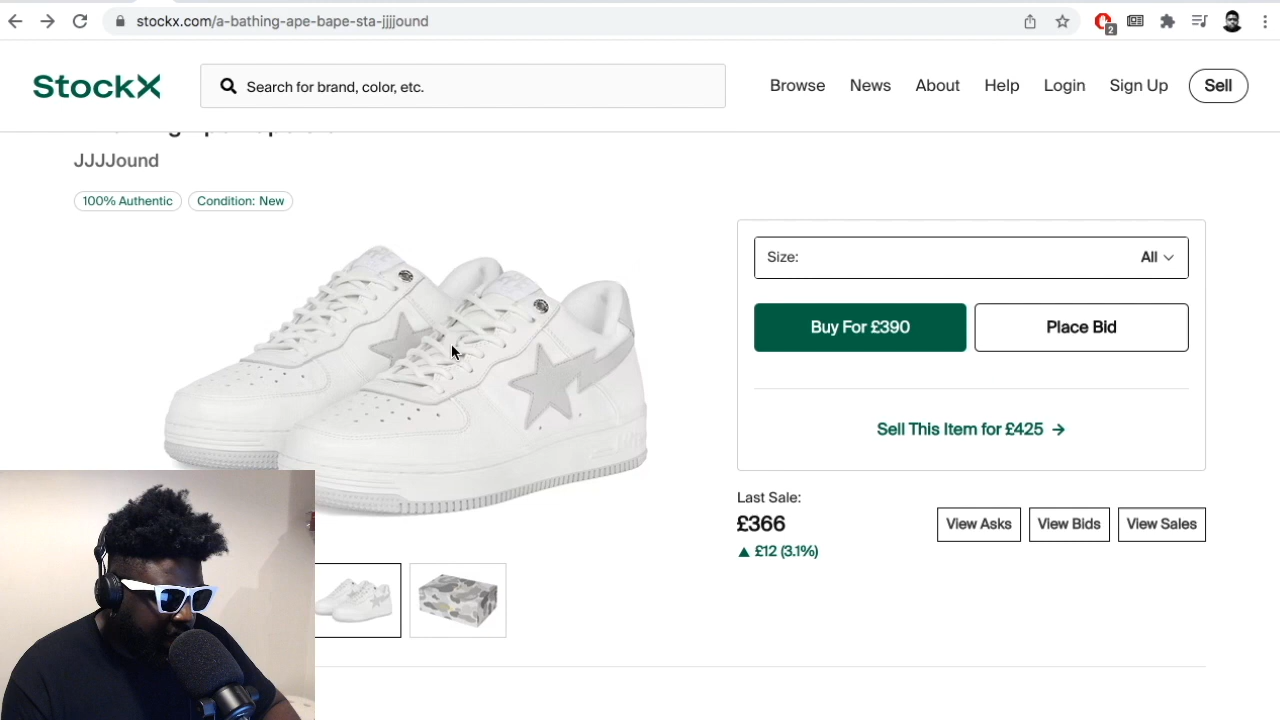 stockx.com/a-bathing-ape-bape-sta-jjjjound
2
StockX
Search for brand, color, etc.
Browse
News
About
Help
Login
Sign Up
Sell
JJJJound
100% Authentic
Condition: New
Size:
All
Buy For £390
Place Bid
Sell This Item for £425
Last Sale:
£366
£12 (3.1%)
View Asks
View Bids
View Sales